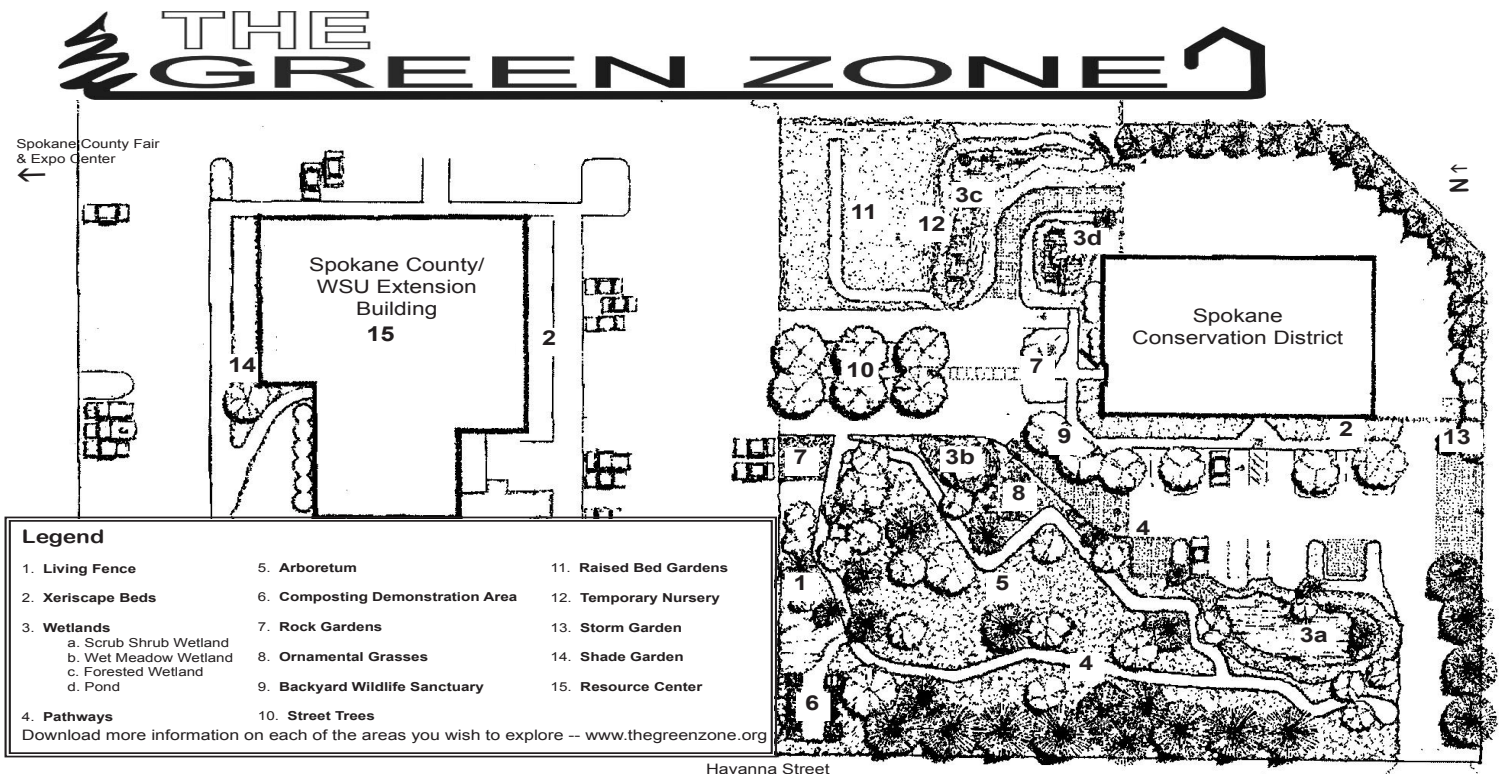 THE
GREEN ZONE
Spokane County Fair
& Expo Center
←
N ↑
Spokane County/
WSU Extension
Building
15
14
2
11
12
3c
3d
Spokane
Conservation District
10
7
9
2
13
7
3b
8
4
1
5
3a
4
6
Legend
1. Living Fence
2. Xeriscape Beds
3. Wetlands
a. Scrub Shrub Wetland
b. Wet Meadow Wetland
c. Forested Wetland
d. Pond
4. Pathways
5. Arboretum
6. Composting Demonstration Area
7. Rock Gardens
8. Ornamental Grasses
9. Backyard Wildlife Sanctuary
10. Street Trees
11. Raised Bed Gardens
12. Temporary Nursery
13. Storm Garden
14. Shade Garden
15. Resource Center
Download more information on each of the areas you wish to explore -- www.thegreenzone.org
Havanna Street